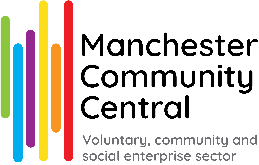 Manchester
Community
Central
Voluntary, community and
social enterprise sector